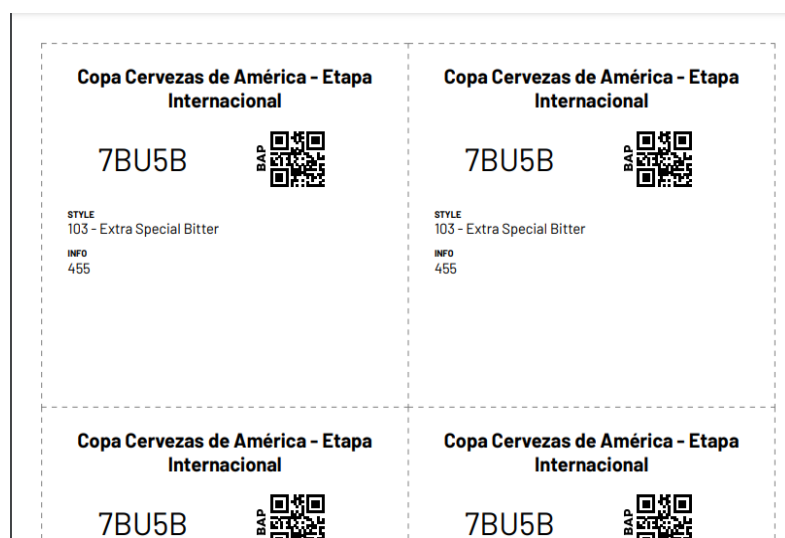 Copa Cervezas de América - Etapa
Internacional
7BU5B
BAP
STYLE
103 - Extra Special Bitter
INFO
455
Copa Cervezas de América - Etapa
Internacional
7BU5B
BAP
STYLE
103 - Extra Special Bitter
INFO
455
Copa Cervezas de América - Etapa
Internacional
7BU5B
BAP
Copa Cervezas de América - Etapa
Internacional
7BU5B
BAP